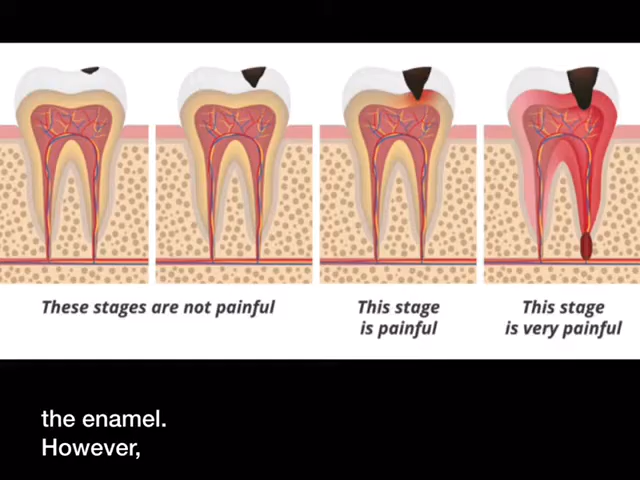 These stages are not painful
This stage
is painful
This stage
is very painful
the enamel.
However,